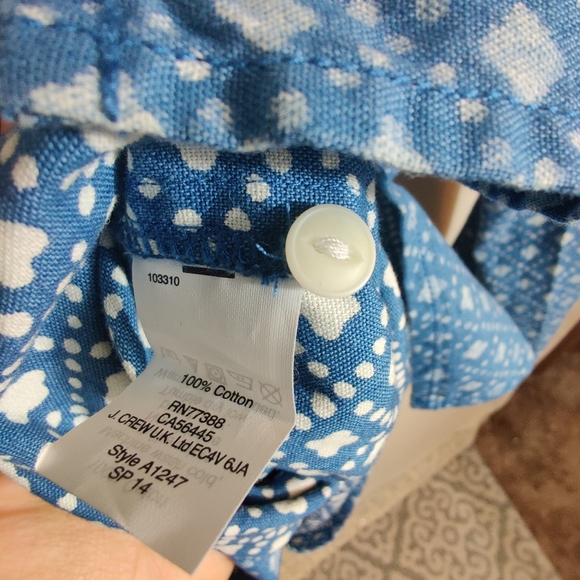 103310
100% Cotton
RN77388
CA56445
J. CREW U.K. Ltd EC4V 6JA
Style A1247
SP 14